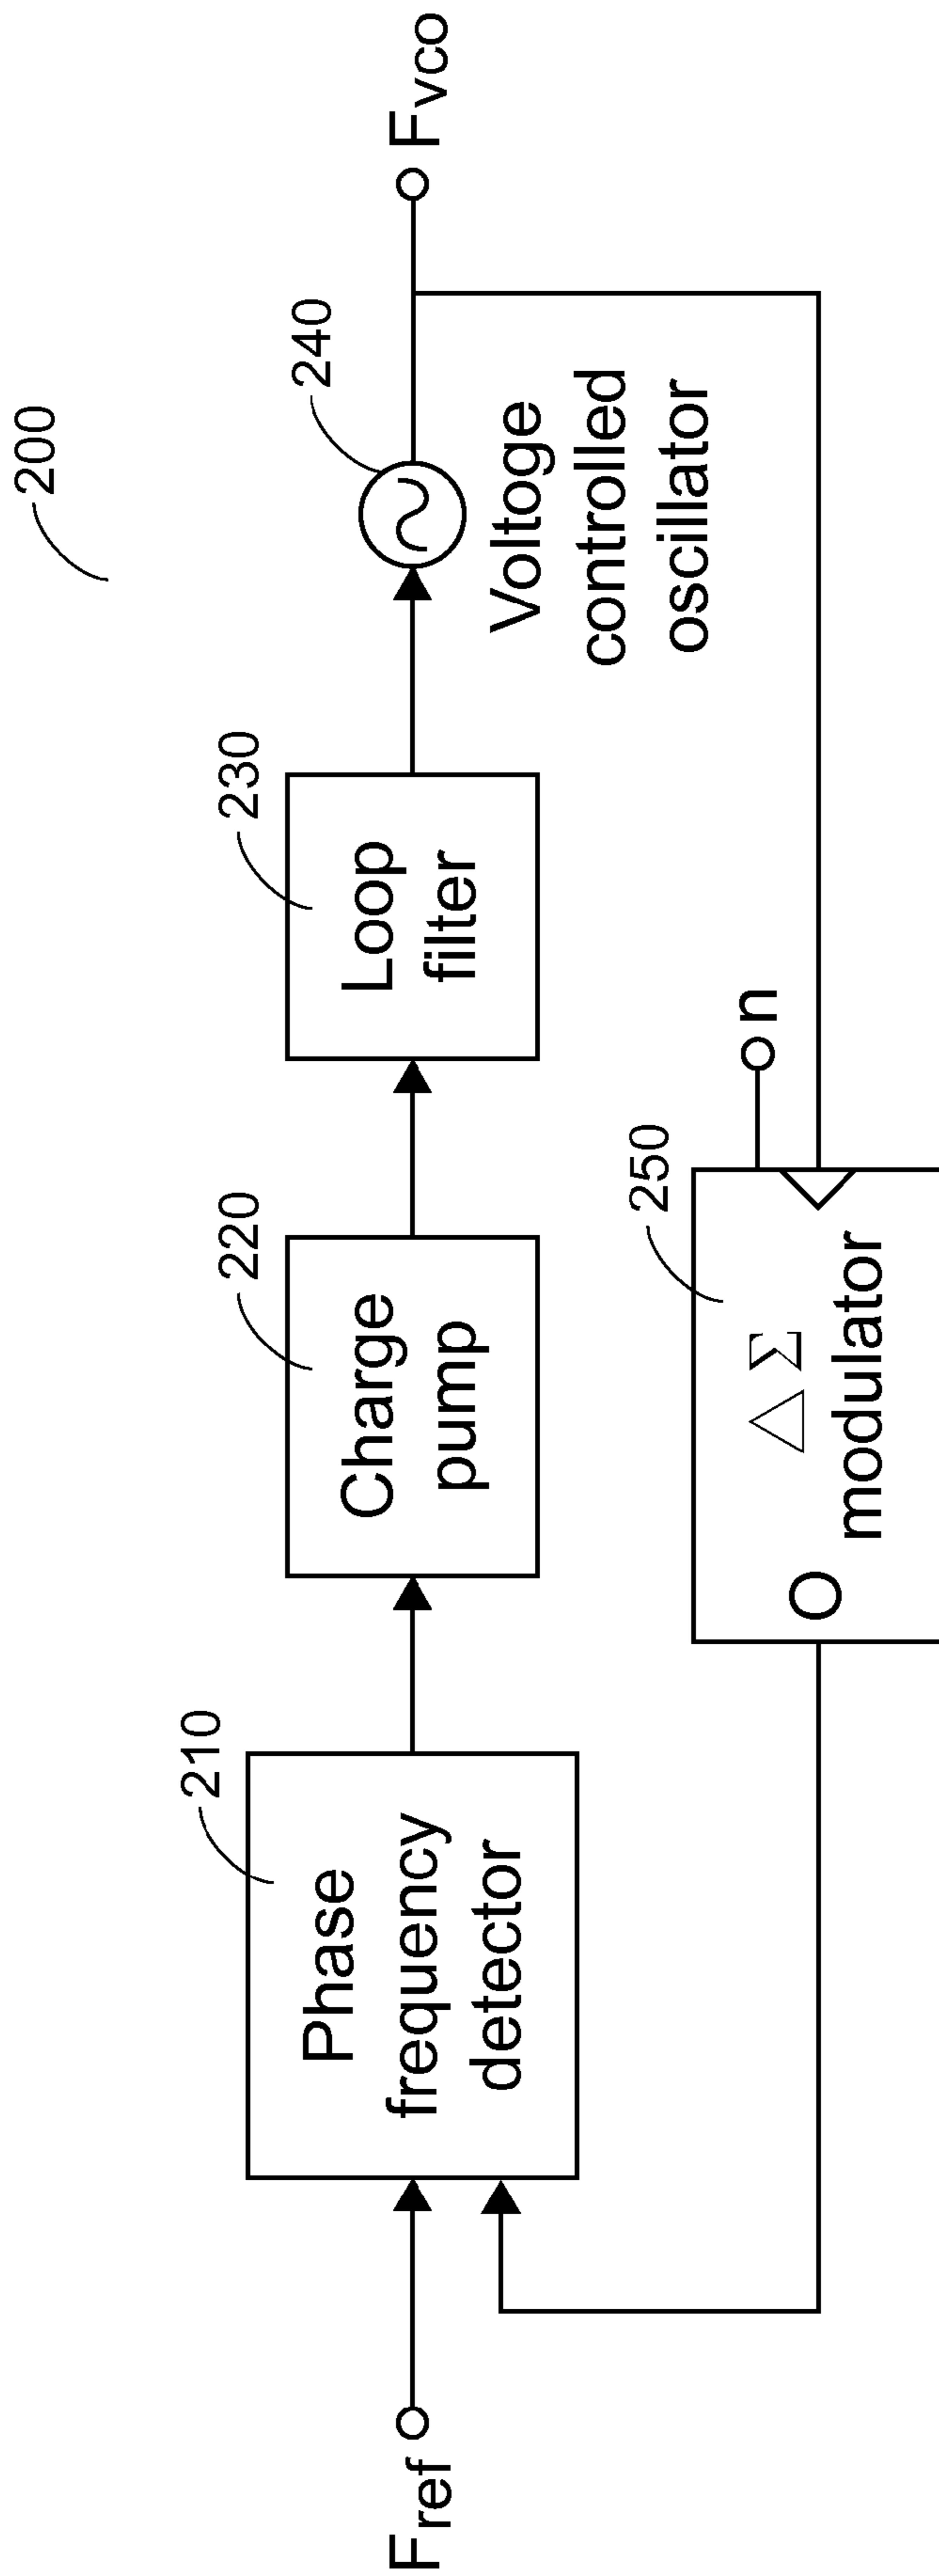 200
Fref
210
Phase
frequency
detector
220
Charge
pump
230
Loop
filter
240
Voltoge
controlled
oscillator
Fvco
250
O
ΔΣ
modulator
n